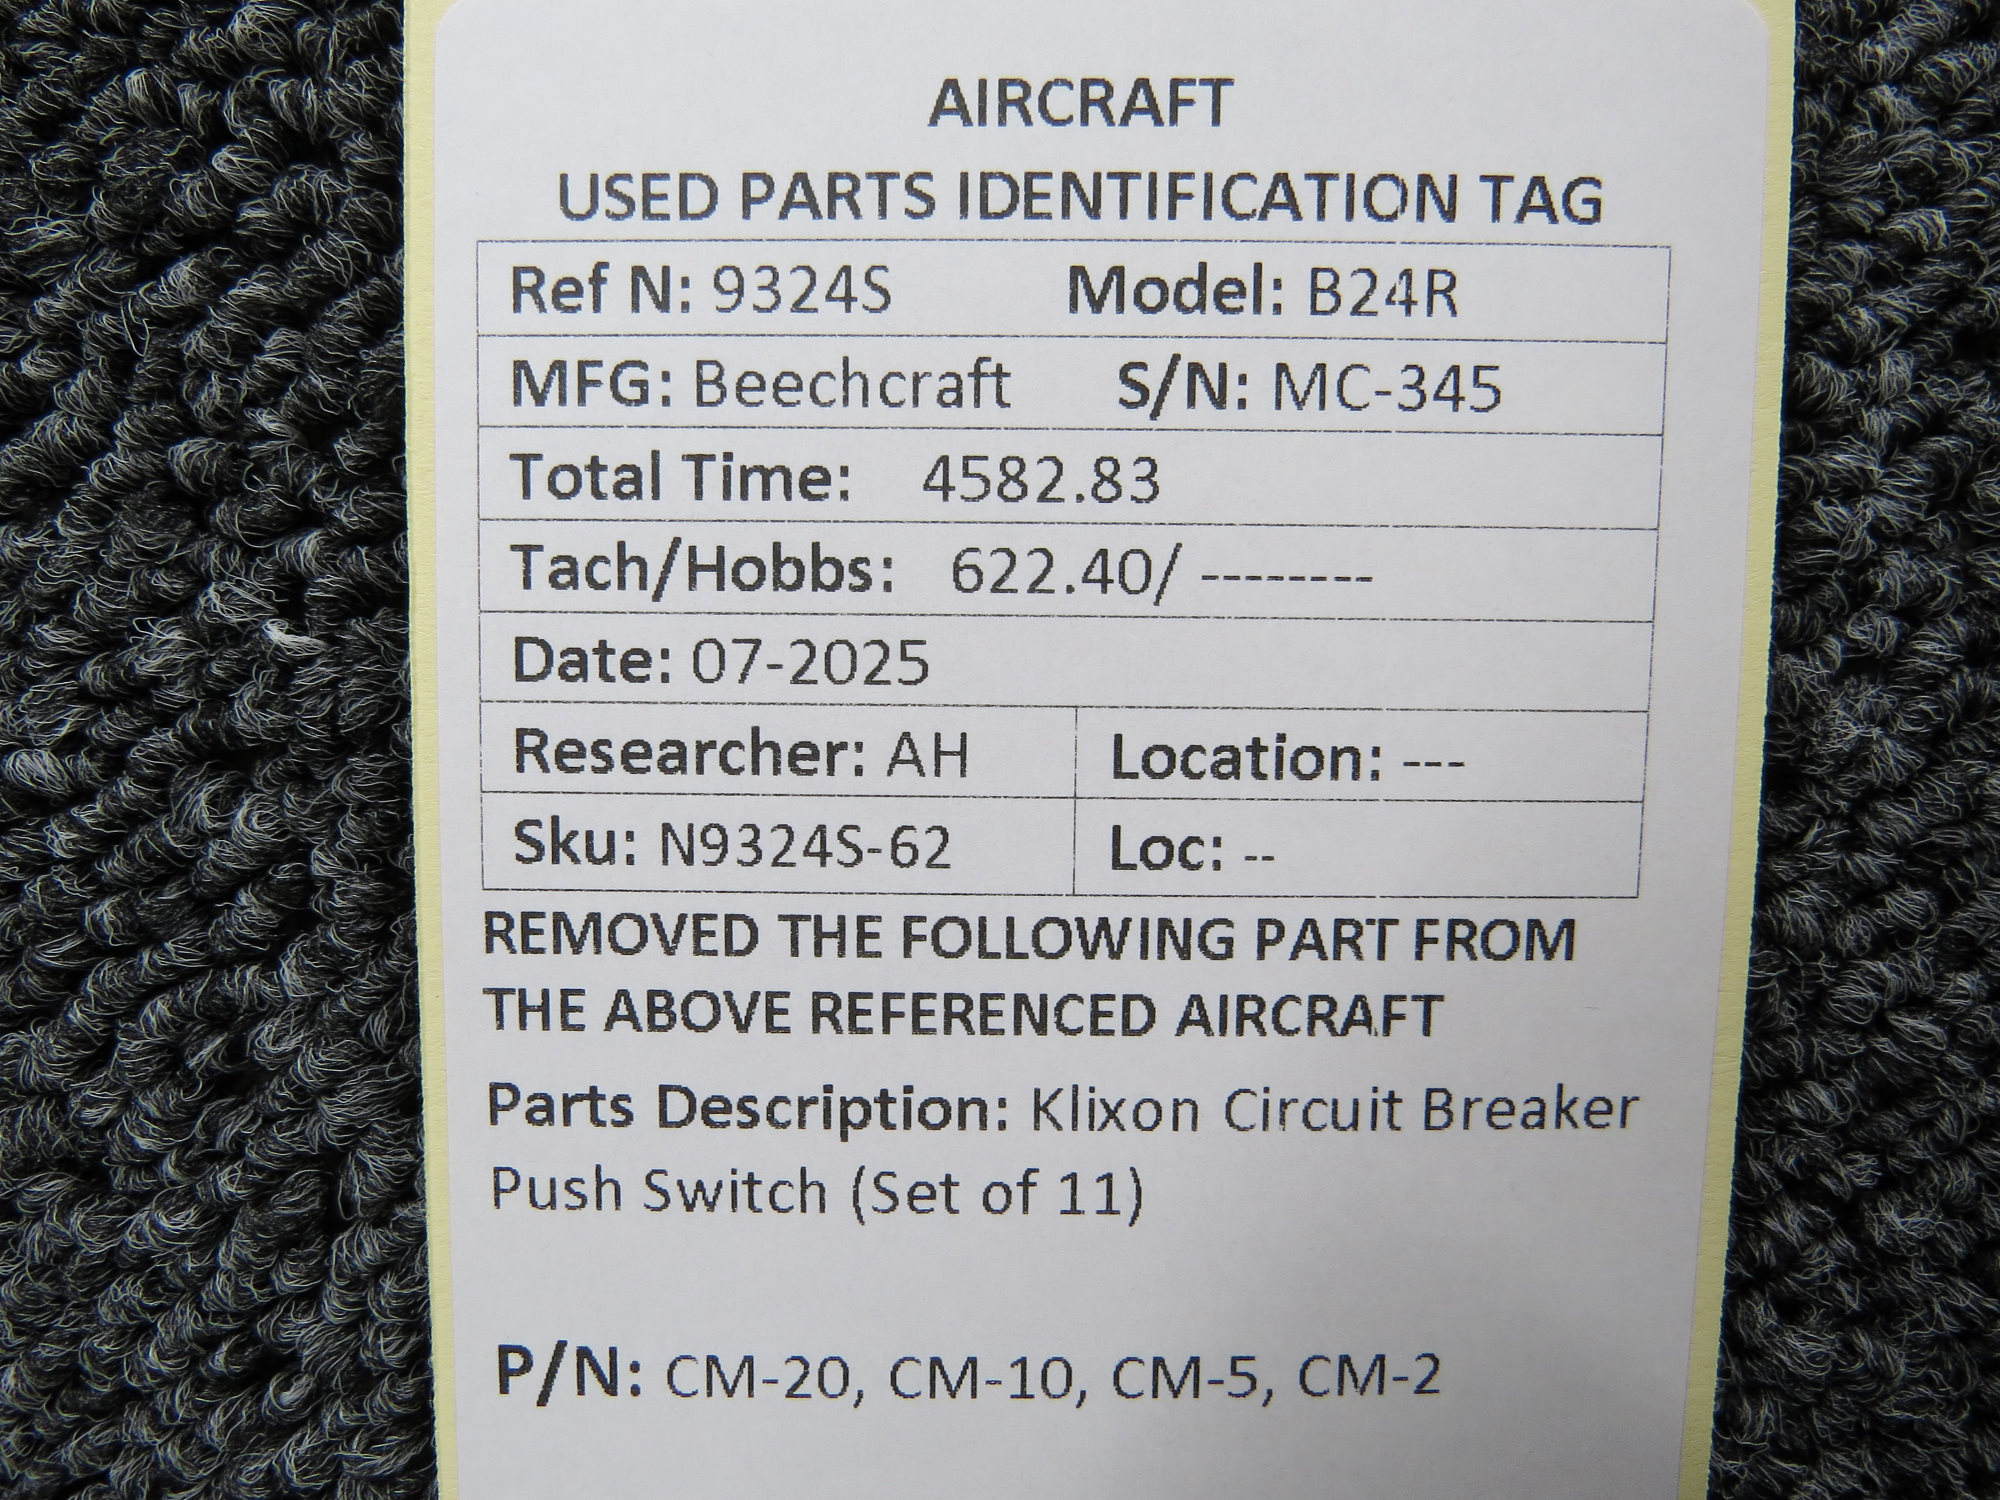 AIRCRAFT
USED PARTS IDENTIFICATION TAG
Ref N: 9324S Model: B24R
MFG: Beechcraft S/N: MC-345
Total Time: 4582.83
Tach/Hobbs: 622.40/ --------
Date: 07-2025
Researcher: AH Location: ---
Sku: N9324S-62 Loc: --
REMOVED THE FOLLOWING PART FROM
THE ABOVE REFERENCED AIRCRAFT
Parts Description: Klixon Circuit Breaker
Push Switch (Set of 11)
P/N: CM-20, CM-10, CM-5, CM-2